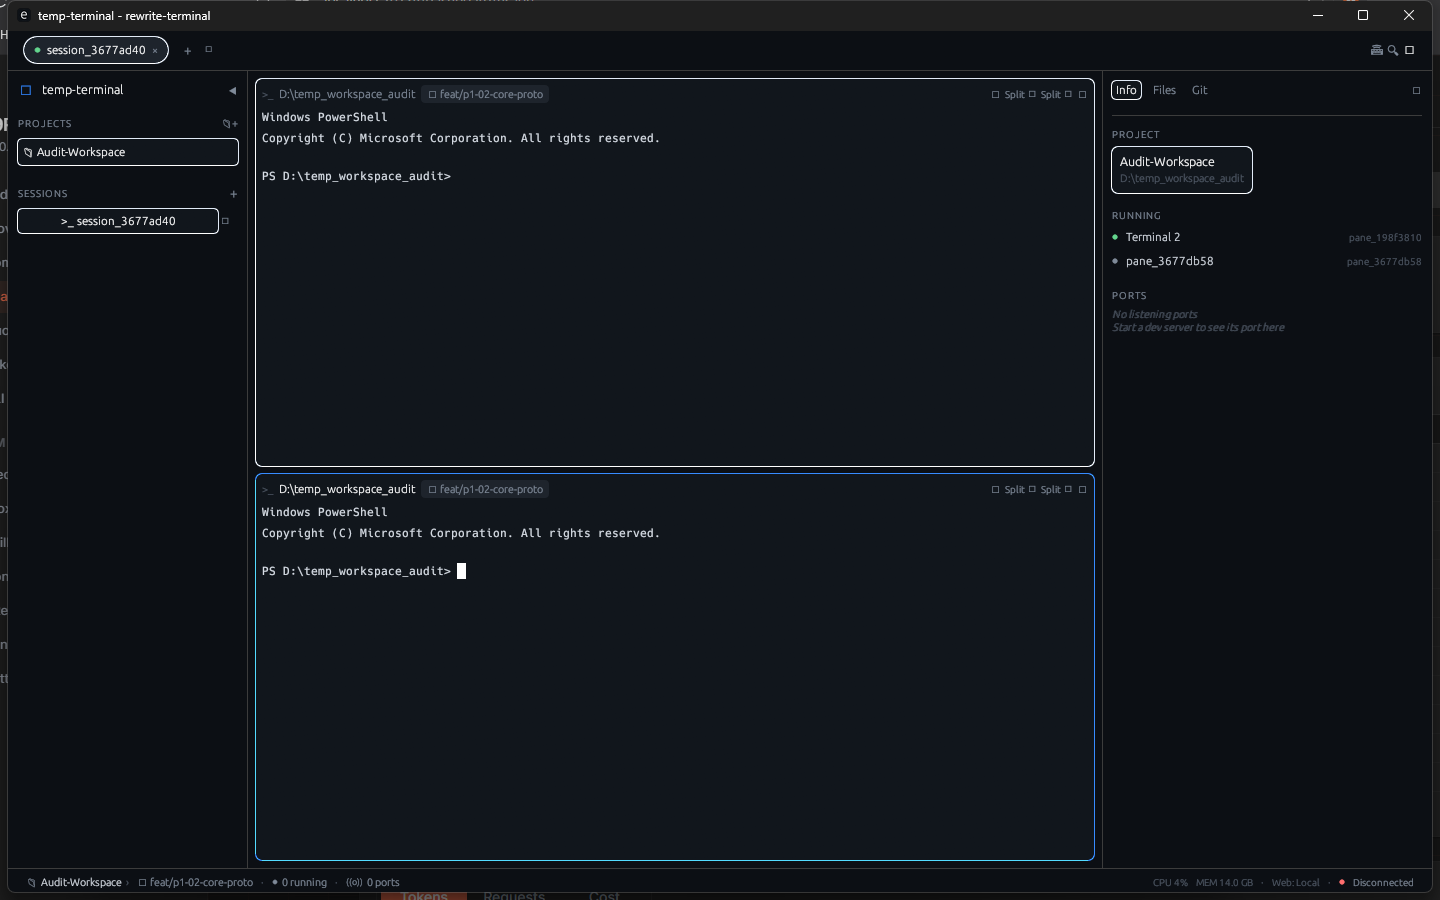 temp-terminal - rewrite-terminal
session_3677ad40 ×
temp-terminal
PROJECTS
Audit-Workspace
SESSIONS
>_ session_3677ad40
>_ D:\temp_workspace_audit feat/p1-02-core-proto Split Split
Windows PowerShell
Copyright (C) Microsoft Corporation. All rights reserved.
PS D:\temp_workspace_audit>
>_ D:\temp_workspace_audit feat/p1-02-core-proto Split Split
Windows PowerShell
Copyright (C) Microsoft Corporation. All rights reserved.
PS D:\temp_workspace_audit>
Info Files Git
PROJECT
Audit-Workspace
D:\temp_workspace_audit
RUNNING
Terminal 2 pane_198f3810
pane_3677db58 pane_3677db58
PORTS
No listening ports
Start a dev server to see its port here
Audit-Workspace › feat/p1-02-core-proto · 0 running · ((o)) 0 ports
CPU 4% MEM 14.0 GB · Web: Local · Disconnected
Tokens Requests Cost